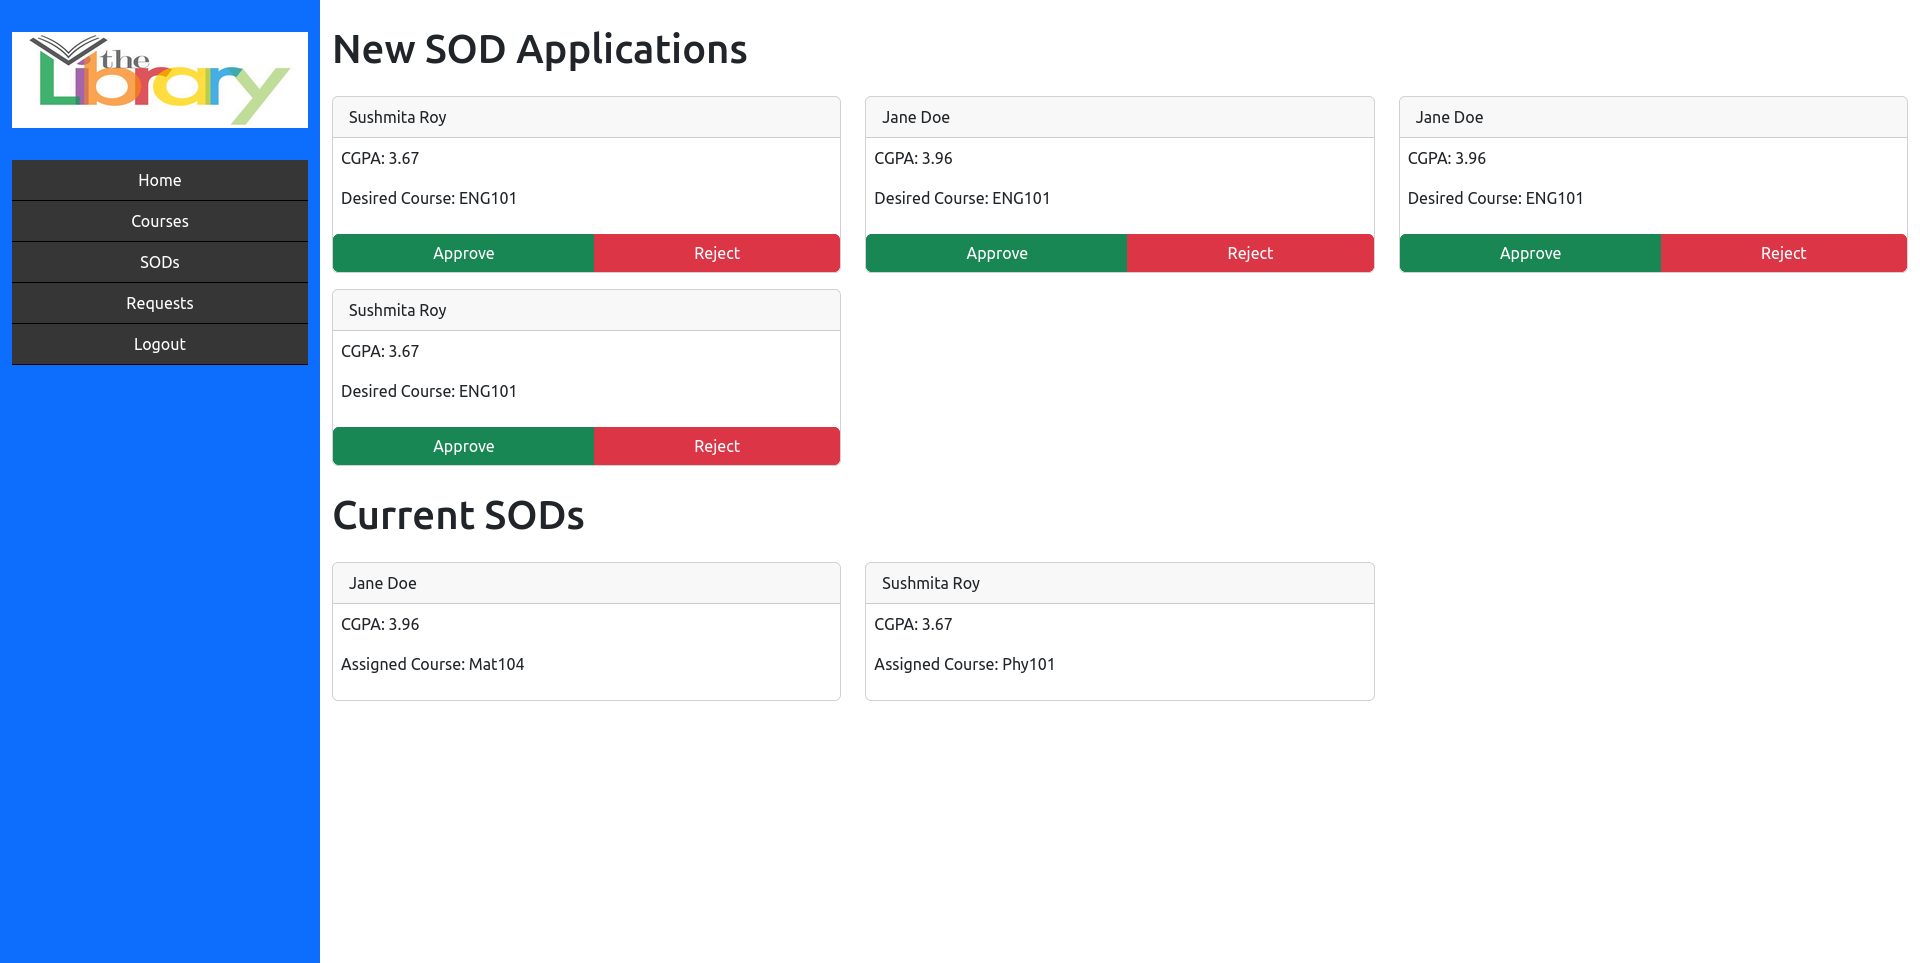 the
Library
Home
Courses
SODs
Requests
Logout
New SOD Applications
Sushmita Roy
CGPA: 3.67
Desired Course: ENG101
Approve Reject
Jane Doe
CGPA: 3.96
Desired Course: ENG101
Approve Reject
Jane Doe
CGPA: 3.96
Desired Course: ENG101
Approve Reject
Sushmita Roy
CGPA: 3.67
Desired Course: ENG101
Approve Reject
Current SODs
Jane Doe
CGPA: 3.96
Assigned Course: Mat104
Sushmita Roy
CGPA: 3.67
Assigned Course: Phy101